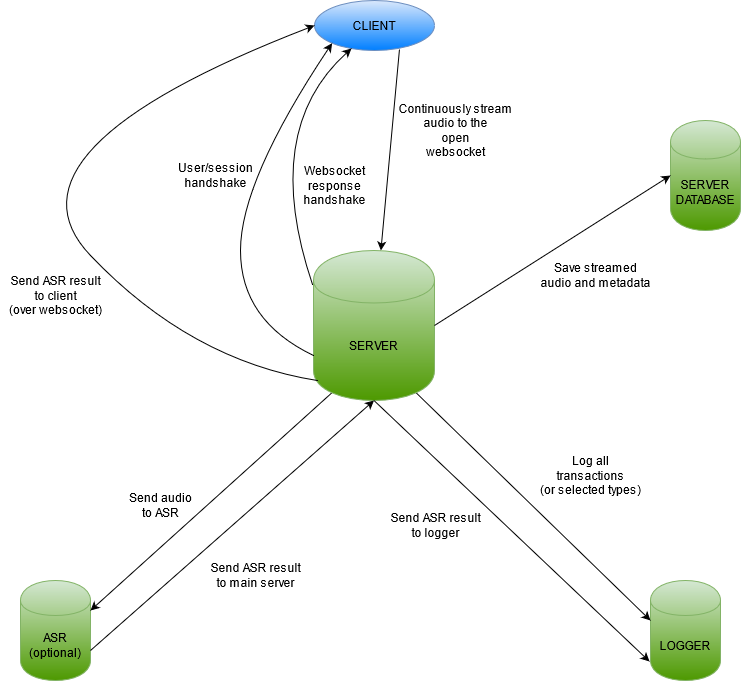 CLIENT
Continuously stream
audio to the
open
websocket
User/session
handshake
Websocket
response
handshake
SERVER
DATABASE
Send ASR result
to client
(over websocket)
Save streamed
audio and metadata
SERVER
Log all
transactions
(or selected types)
Send audio
to ASR
Send ASR result
to logger
Send ASR result
to main server
ASR
(optional)
LOGGER